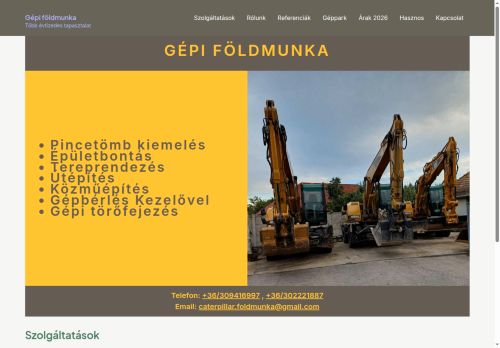 Gépi földmunka
Több évtizedes tapasztalat
Szolgáltatások Rólunk Referenciák Géppark Árak 2026 Hasznos Kapcsolat
GÉPI FÖLDMUNKA
• Pincetömb kiemelés
• Épületbontás
• Tereprendezés
• Útépítés
• Közműépítés
• Gépbérlés Kezelővel
• Gépi törőfejezés
Telefon: +36/309416997 , +36/302221887
Email: caterpillar.foldmunka@gmail.com
Szolgáltatások